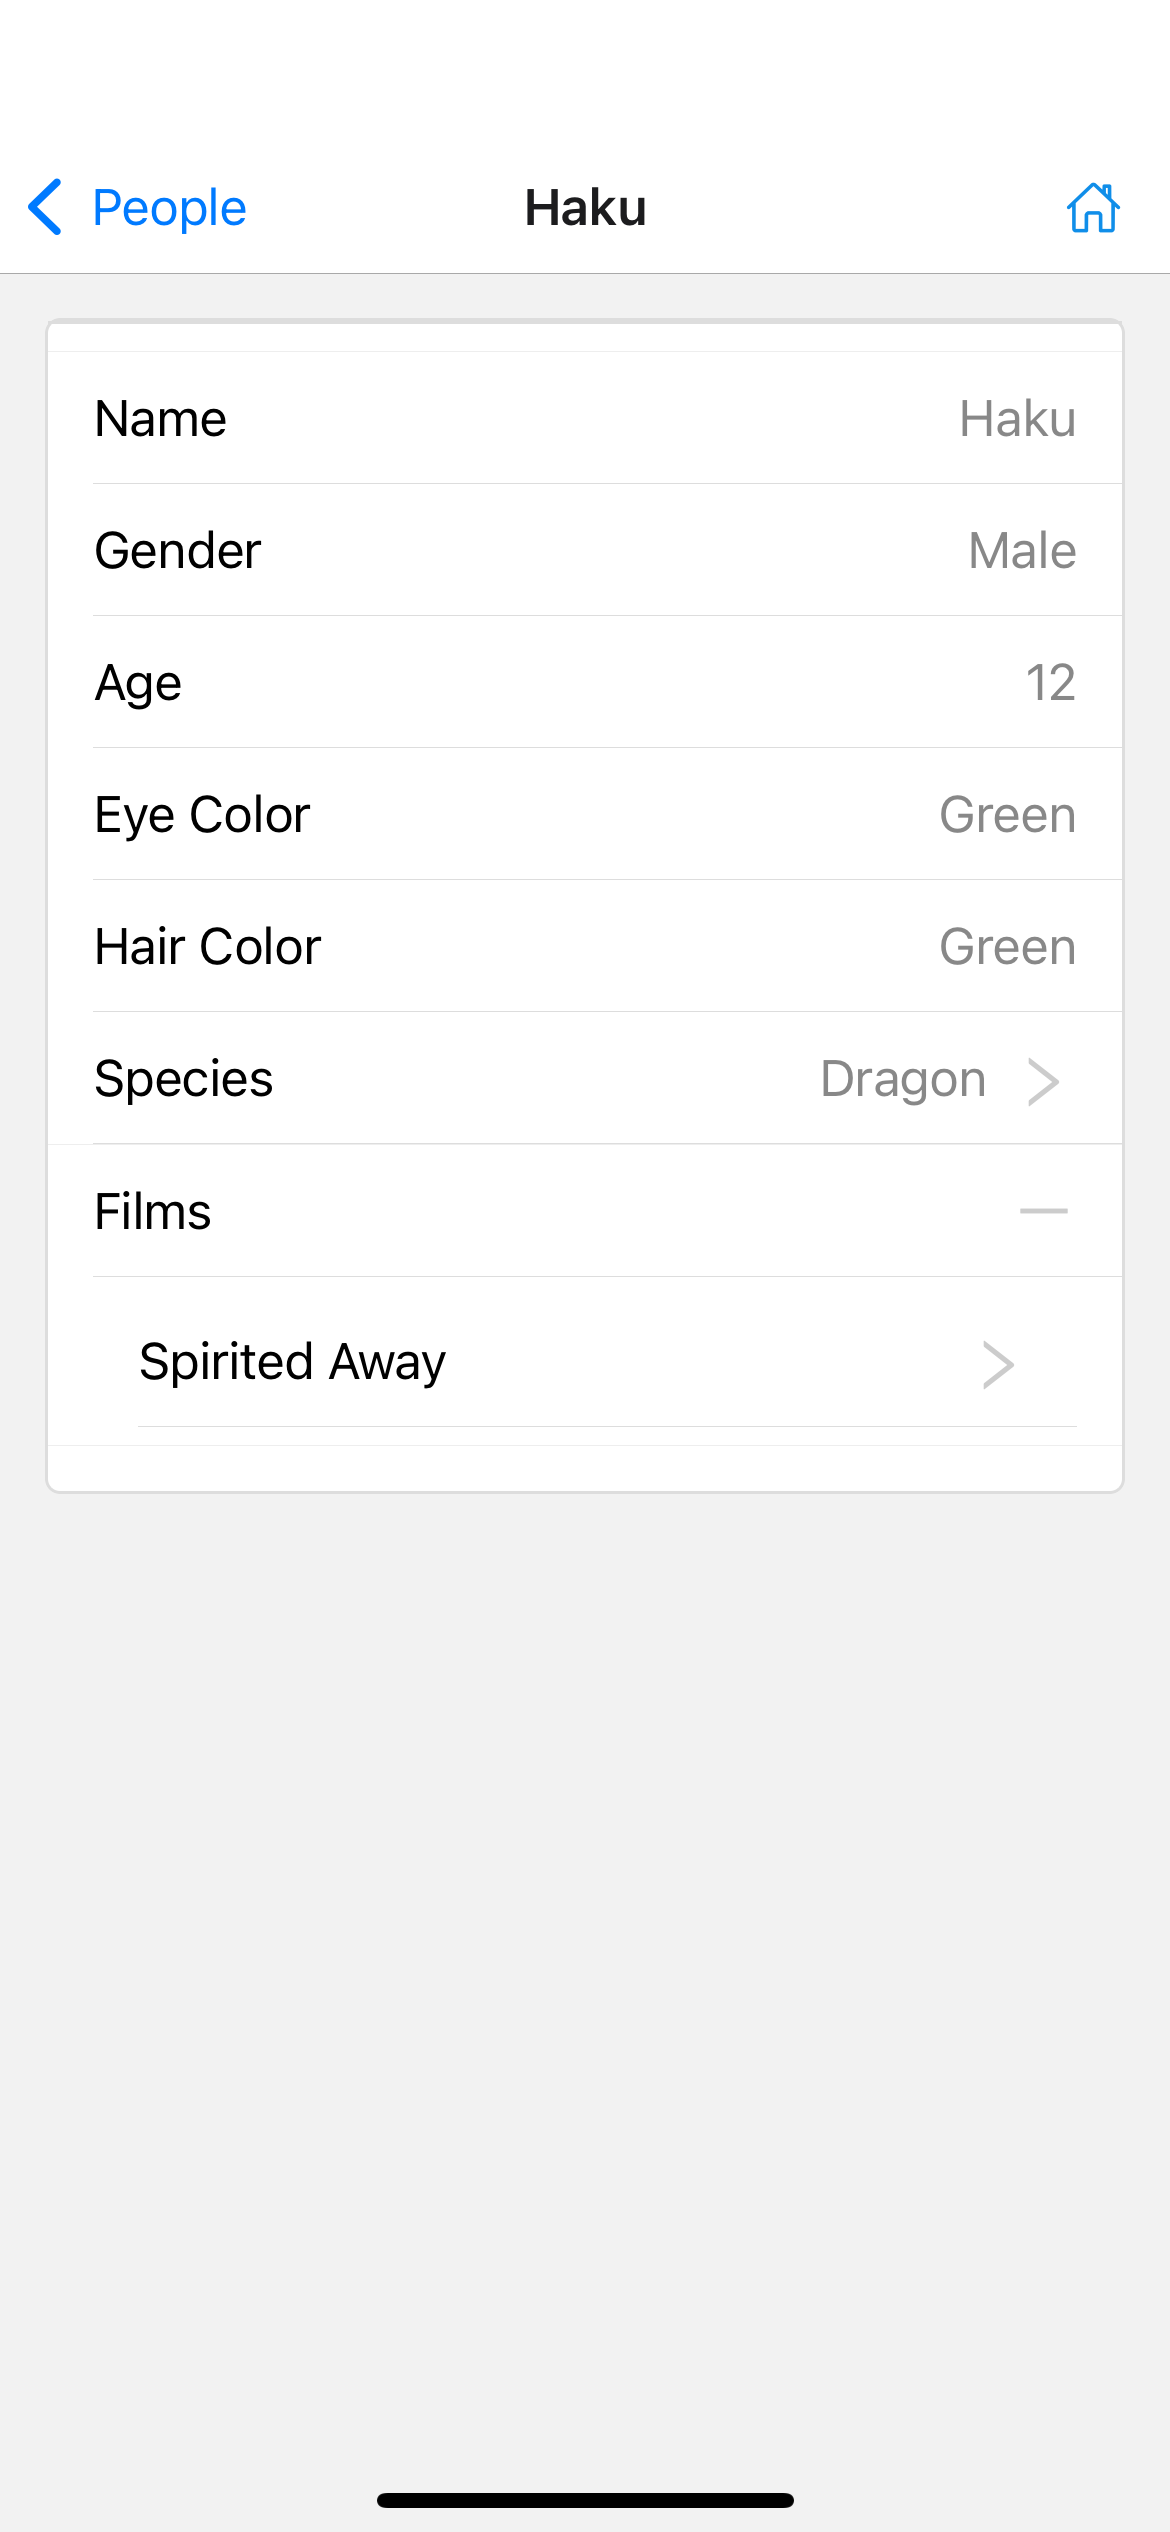 People
Haku
Name Haku
Gender Male
Age 12
Eye Color Green
Hair Color Green
Species Dragon
Films
Spirited Away